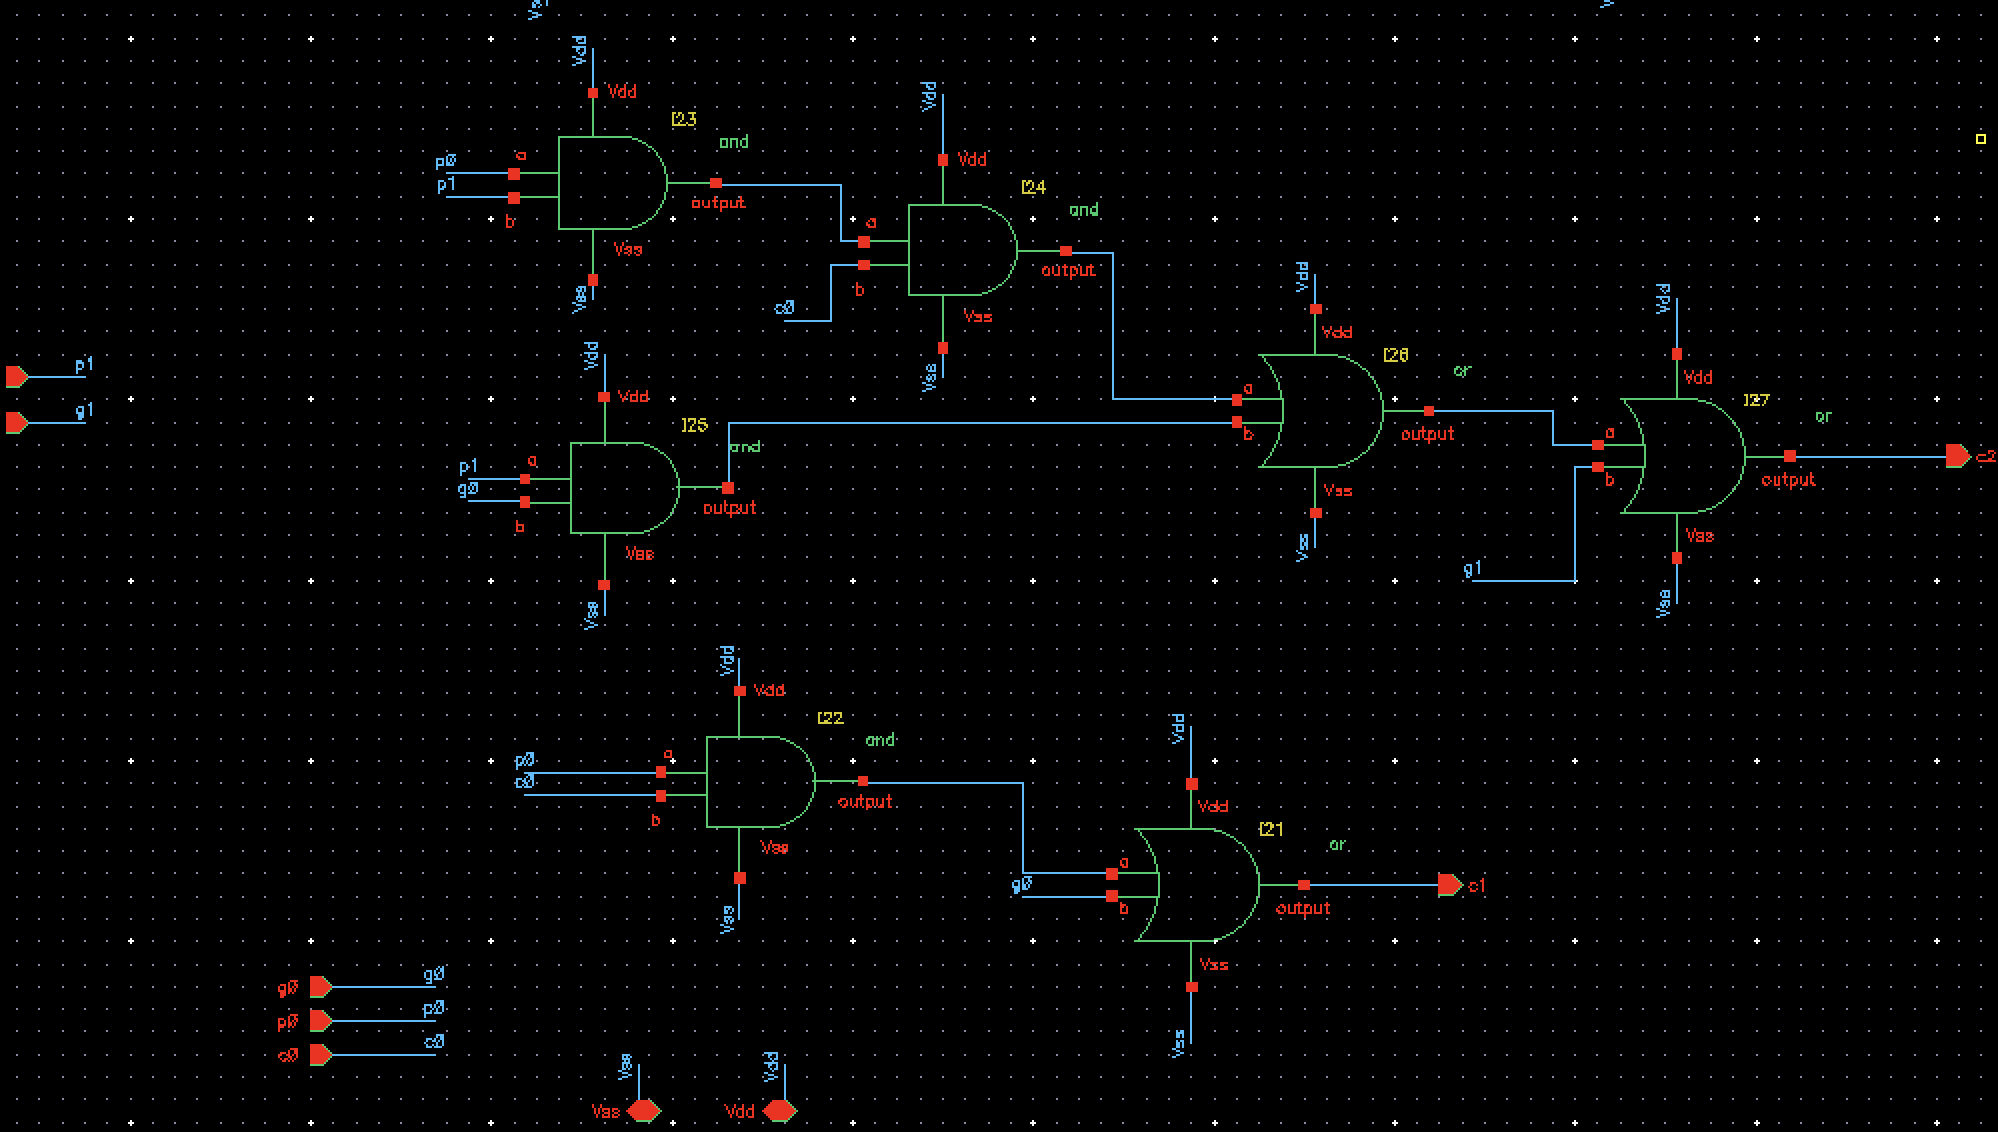 Vdd
Vdd
I23
and
p0
a
p1
b
output
Vss
Vss
Vdd
Vdd
I24
and
a
b
output
c0
Vss
Vss
p1
g1
Vdd
Vdd
I25
and
p1
a
g0
b
output
Vss
Vss
Vdd
Vdd
I26
or
a
b
output
Vss
Vss
Vdd
Vdd
I27
or
a
b
output
c2
g1
Vss
Vss
Vdd
Vdd
I22
and
p0
a
c0
b
output
Vss
Vss
Vdd
Vdd
I21
or
a
g0
b
output
c1
Vss
Vss
g0 g0
p0 p0
c0 c0
Vss Vdd
Vss Vdd